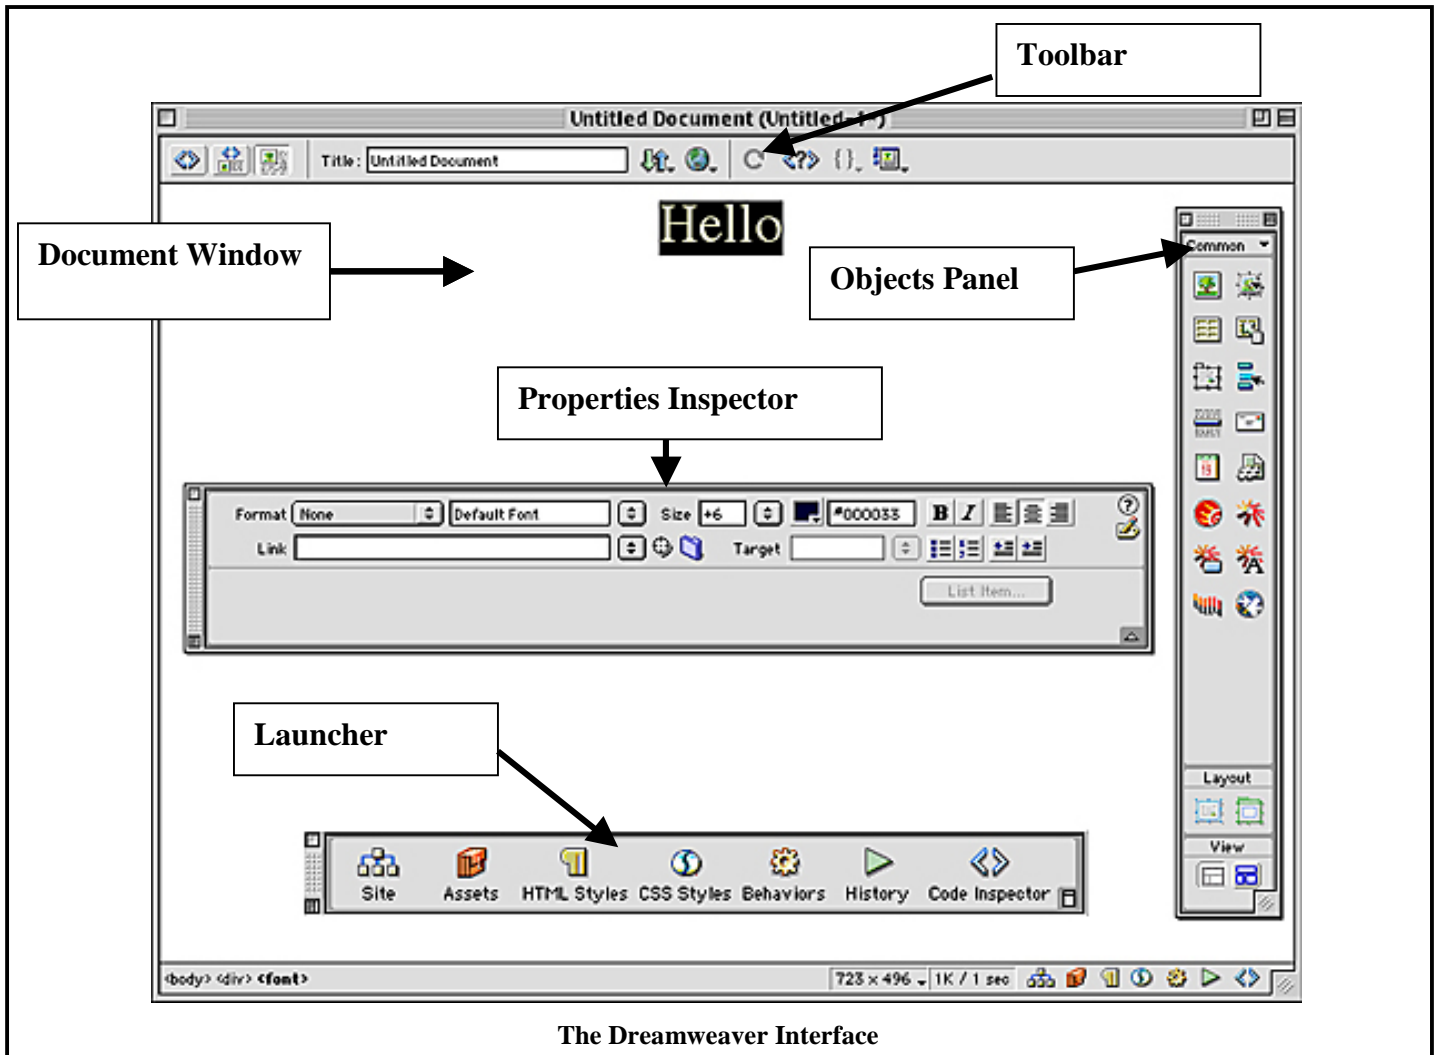 Toolbar
Untitled Document (Untitled-1*)
Title: Untitled Document
Hello
Document Window
Objects Panel
Common
Properties Inspector
Format None Default Font Size +6 #000033 B I
Link Target
List Item...
Launcher
Layout
View
Site Assets HTML Styles CSS Styles Behaviors History Code Inspector
<body> <div> <font> 723 x 496 1K / 1 sec
The Dreamweaver Interface